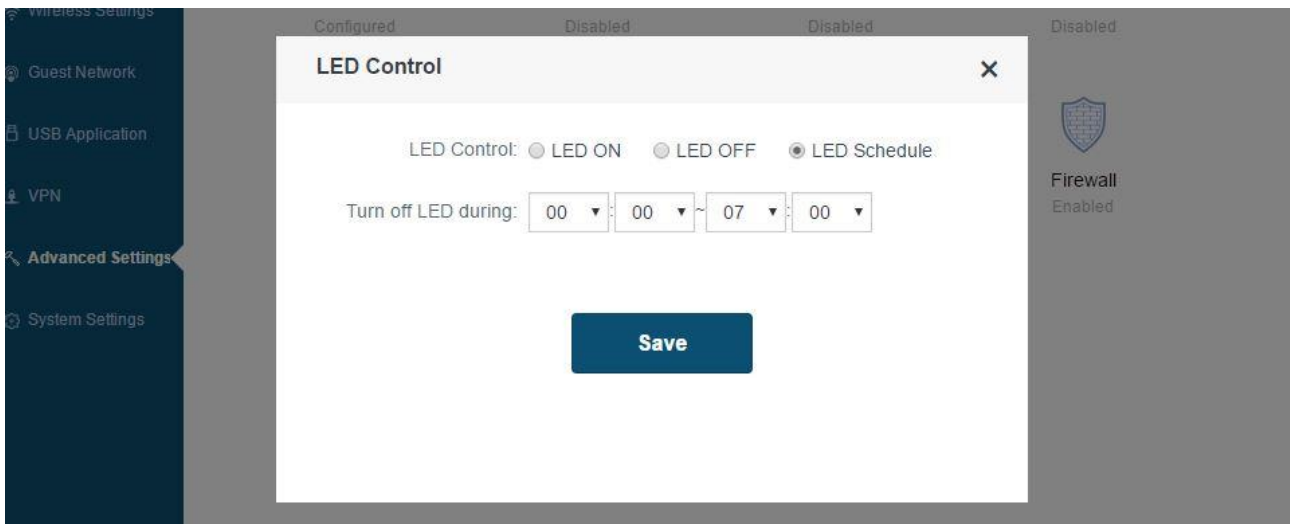 Wireless Settings
Guest Network
USB Application
VPN
Advanced Settings
System Settings
Configured Disabled Disabled Disabled
LED Control ×
LED Control: LED ON LED OFF LED Schedule
Turn off LED during: 00 : 00 ~ 07 : 00
Save
Firewall
Enabled